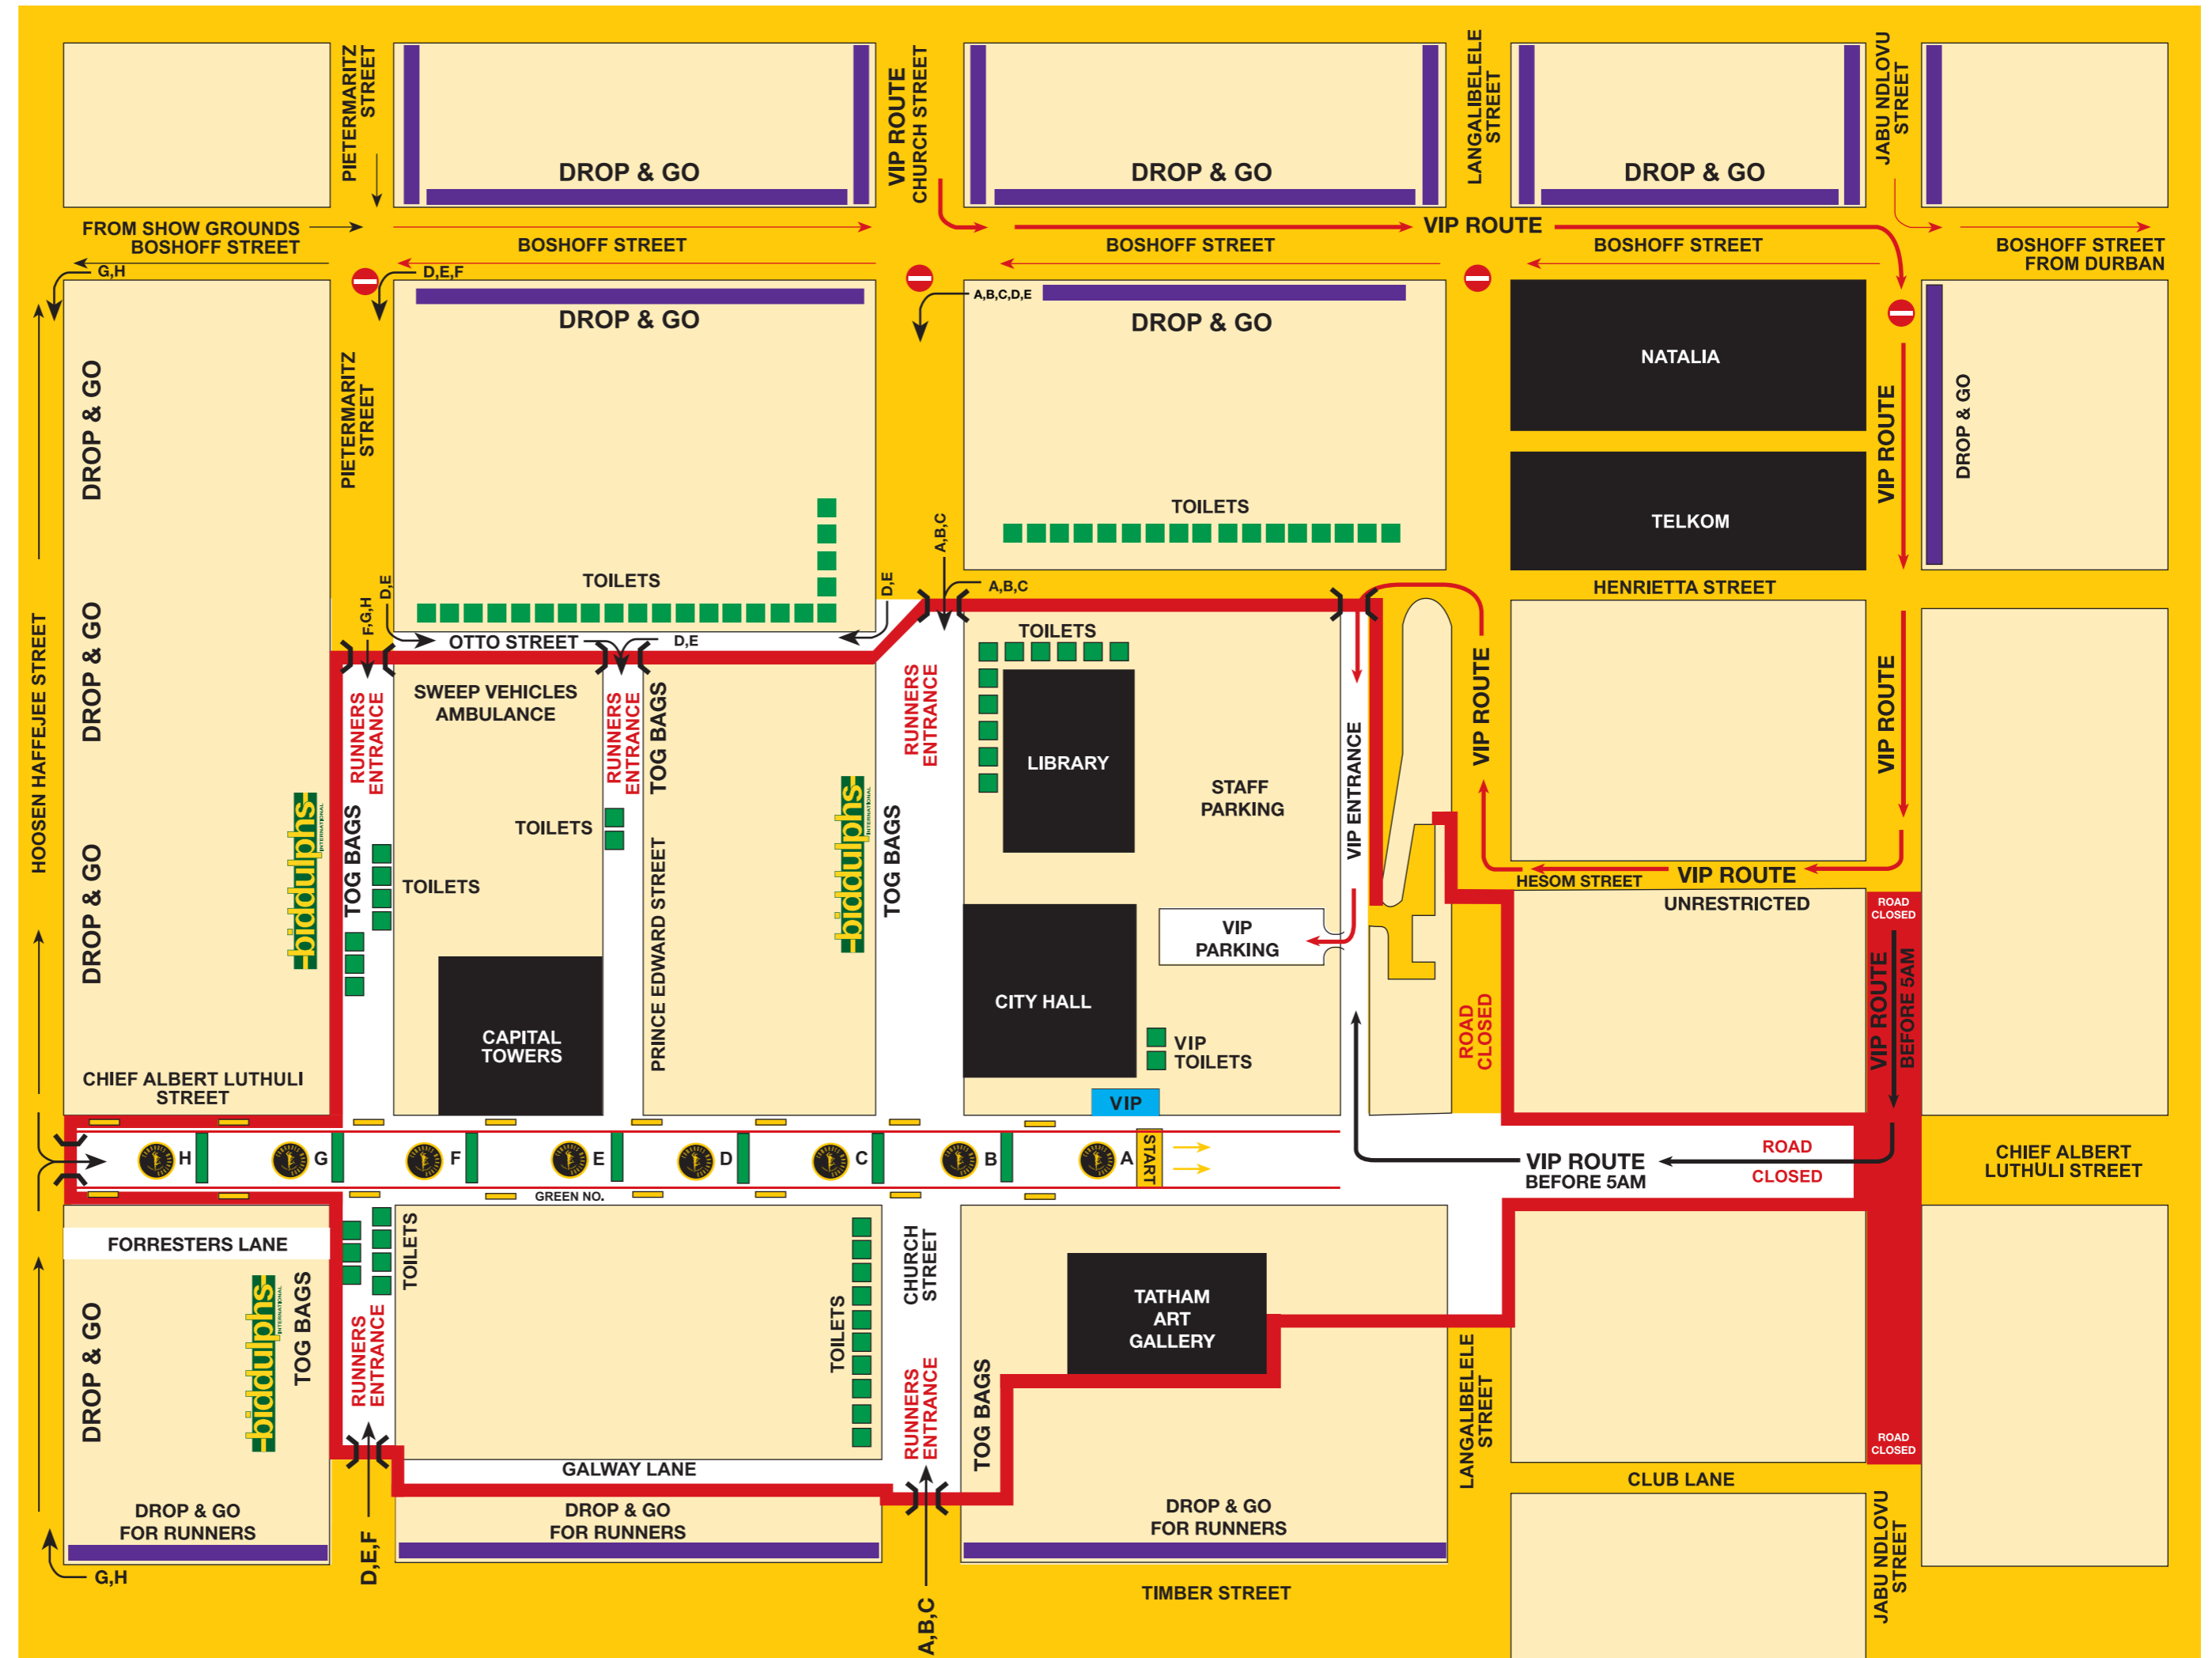 PIETERMARITZ
STREET
VIP ROUTE
CHURCH STREET
LANGALIBELELE
STREET
JABU NDLOVU
STREET
DROP & GO
DROP & GO
DROP & GO
FROM SHOW GROUNDS
BOSHOFF STREET
BOSHOFF STREET
BOSHOFF STREET
VIP ROUTE
BOSHOFF STREET
BOSHOFF STREET
FROM DURBAN
G,H
D,E,F
A,B,C,D,E
DROP & GO
DROP & GO
NATALIA
TELKOM
HENRIETTA STREET
VIP ROUTE
DROP & GO
HOOSEN HAFFEJEE STREET
DROP & GO
DROP & GO
DROP & GO
PIETERMARITZ
STREET
TOILETS
TOILETS
A,B,C
A,B,C
D,E
F,G,H
D,E
OTTO STREET
D,E
RUNNERS
ENTRANCE
SWEEP VEHICLES
AMBULANCE
RUNNERS
ENTRANCE
TOG BAGS
RUNNERS
ENTRANCE
TOILETS
LIBRARY
STAFF
PARKING
VIP ENTRANCE
VIP ROUTE
VIP ROUTE
biddulphs
INTERNATIONAL
TOG BAGS
TOILETS
TOILETS
PRINCE EDWARD STREET
biddulphs
INTERNATIONAL
TOG BAGS
HESOM STREET
VIP ROUTE
UNRESTRICTED
ROAD
CLOSED
VIP ROUTE
BEFORE 5AM
VIP
PARKING
CITY HALL
CAPITAL
TOWERS
VIP
TOILETS
ROAD
CLOSED
VIP
CHIEF ALBERT LUTHULI
STREET
H
G
F
E
D
C
B
A
START
GREEN NO.
VIP ROUTE
BEFORE 5AM
ROAD
CLOSED
CHIEF ALBERT
LUTHULI STREET
FORRESTERS LANE
TOILETS
CHURCH
STREET
DROP & GO
biddulphs
INTERNATIONAL
TOG BAGS
RUNNERS
ENTRANCE
TOILETS
RUNNERS
ENTRANCE
TOG BAGS
TATHAM
ART
GALLERY
LANGALIBELELE
STREET
ROAD
CLOSED
GALWAY LANE
CLUB LANE
DROP & GO
FOR RUNNERS
DROP & GO
FOR RUNNERS
DROP & GO
FOR RUNNERS
G,H
D,E,F
A,B,C
TIMBER STREET
JABU NDLOVU
STREET